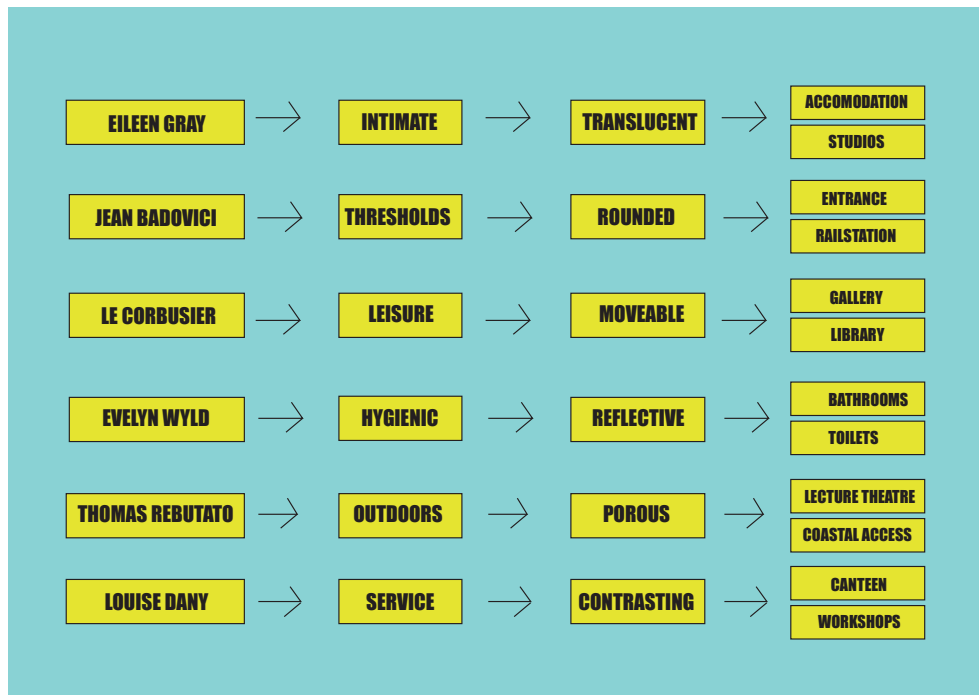 EILEEN GRAY
INTIMATE
TRANSLUCENT
ACCOMODATION
STUDIOS
JEAN BADOVICI
THRESHOLDS
ROUNDED
ENTRANCE
RAILSTATION
LE CORBUSIER
LEISURE
MOVEABLE
GALLERY
LIBRARY
EVELYN WYLD
HYGIENIC
REFLECTIVE
BATHROOMS
TOILETS
THOMAS REBUTATO
OUTDOORS
POROUS
LECTURE THEATRE
COASTAL ACCESS
LOUISE DANY
SERVICE
CONTRASTING
CANTEEN
WORKSHOPS